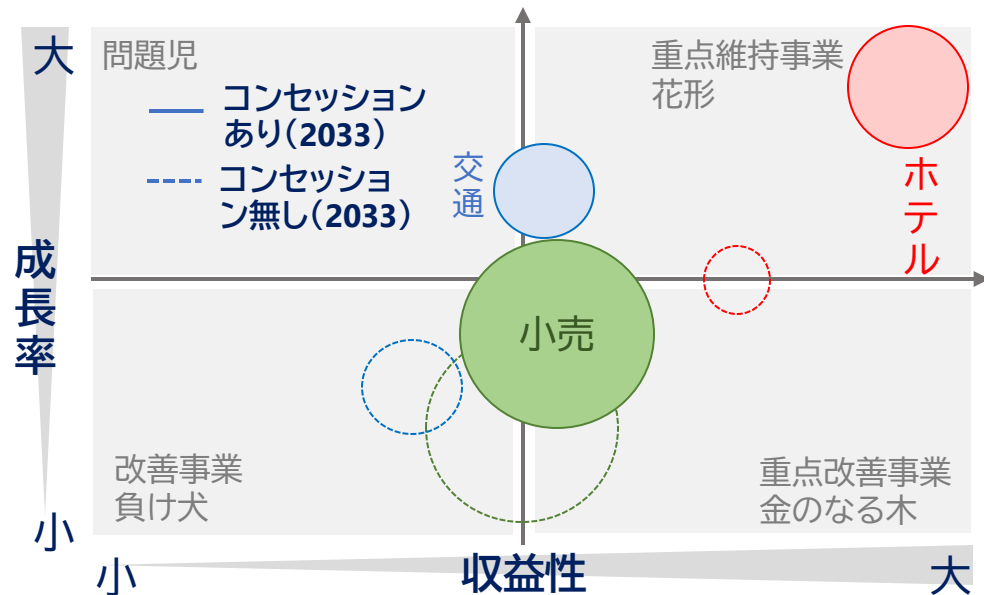 大
問題児
コンセッション
あり(2033)
コンセッショ
ン無し(2033)
重点維持事業
花形
交通
ホテル
成長率
小売
改善事業
負け犬
重点改善事業
金のなる木
小
小
収益性
大